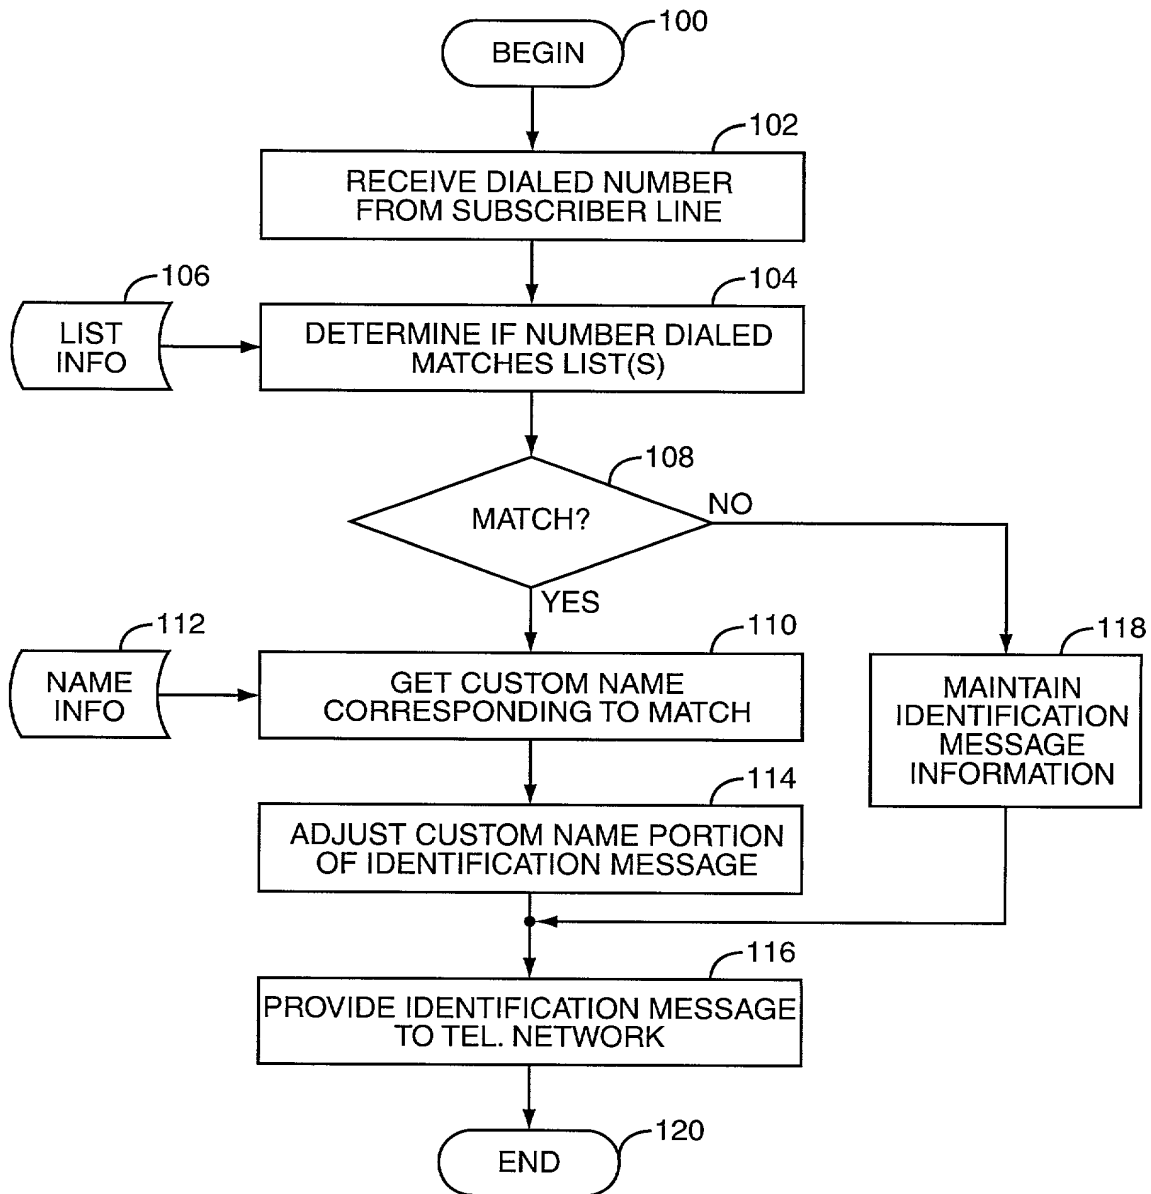 100
BEGIN
102
RECEIVE DIALED NUMBER
FROM SUBSCRIBER LINE
106
LIST
INFO
104
DETERMINE IF NUMBER DIALED
MATCHES LIST(S)
108
MATCH?
NO
YES
112
NAME
INFO
110
GET CUSTOM NAME
CORRESPONDING TO MATCH
118
MAINTAIN
IDENTIFICATION
MESSAGE
INFORMATION
114
ADJUST CUSTOM NAME PORTION
OF IDENTIFICATION MESSAGE
116
PROVIDE IDENTIFICATION MESSAGE
TO TEL. NETWORK
120
END